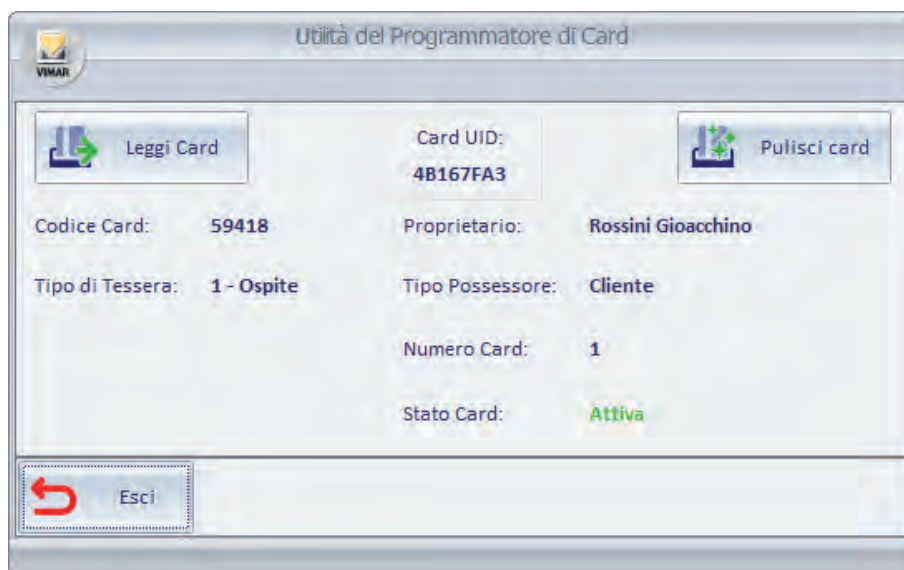 Utilità del Programmatore di Card
VIMAR
Leggi Card
Card UID:
4B167FA3
Pulisci card
Codice Card: 59418 Proprietario: Rossini Gioacchino
Tipo di Tessera: 1 - Ospite Tipo Possessore: Cliente
Numero Card: 1
Stato Card: Attiva
Esci